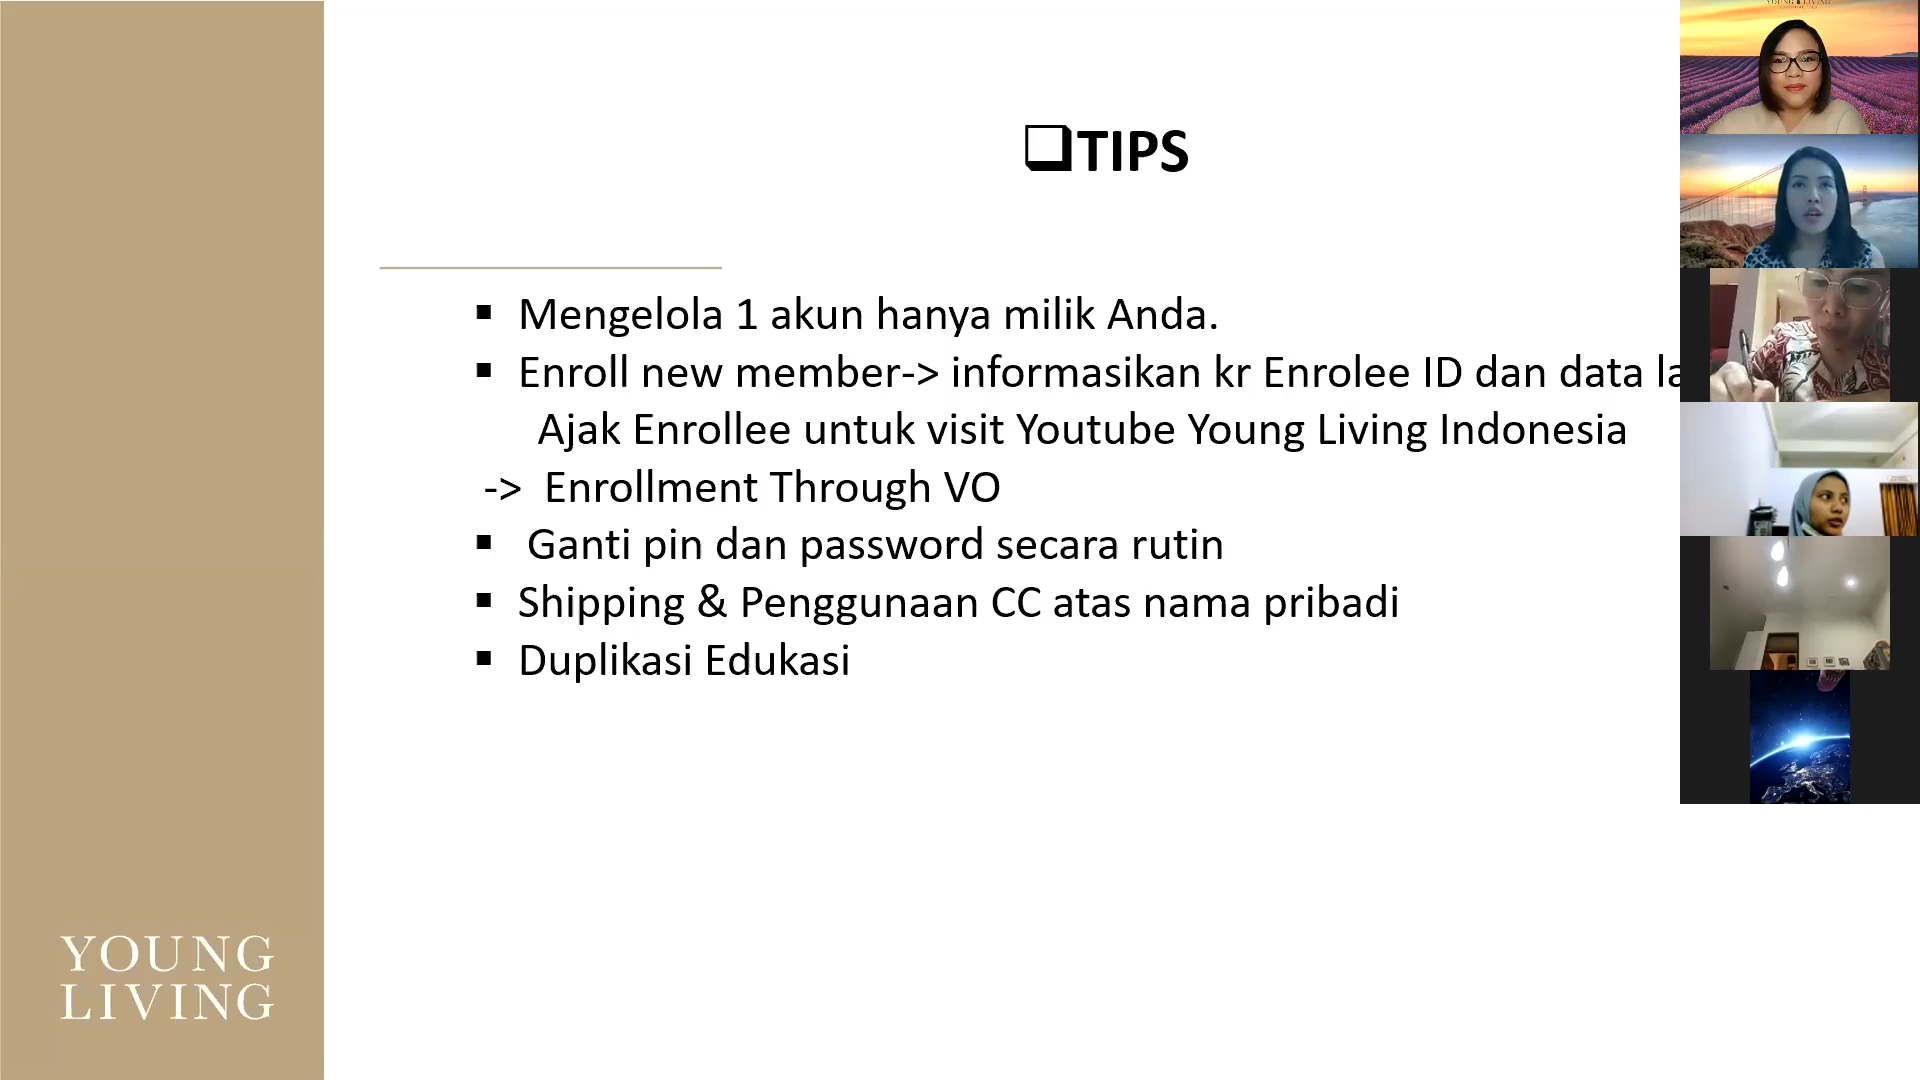 TIPS
Mengelola 1 akun hanya milik Anda.
Enroll new member-> informasikan kr Enrolee ID dan data
Ajak Enrollee untuk visit Youtube Young Living Indonesia
-> Enrollment Through VO
Ganti pin dan password secara rutin
Shipping & Penggunaan CC atas nama pribadi
Duplikasi Edukasi
YOUNG
LIVING